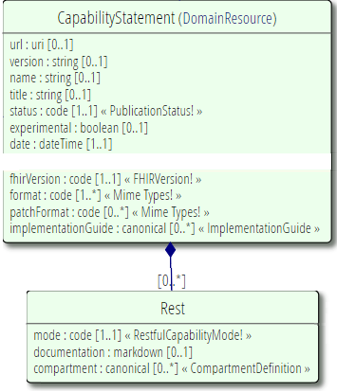 CapabilityStatement (DomainResource)
url : uri [0..1]
version : string [0..1]
name : string [0..1]
title : string [0..1]
status : code [1..1] « PublicationStatus! »
experimental : boolean [0..1]
date : dateTime [1..1]
fhirVersion : code [1..1] « FHIRVersion! »
format : code [1..*] « Mime Types! »
patchFormat : code [0..*] « Mime Types! »
implementationGuide : canonical [0..*] « ImplementationGuide »
[0..*]
Rest
mode : code [1..1] « RestfulCapabilityMode! »
documentation : markdown [0..1]
compartment : canonical [0..*] « CompartmentDefinition »